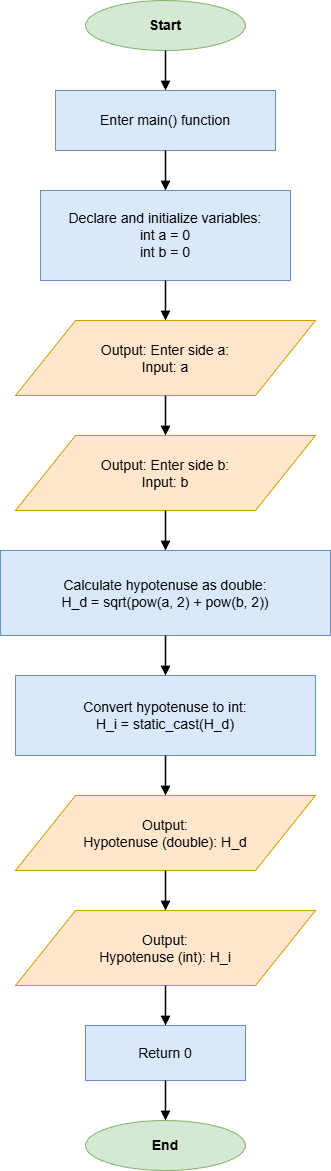 Start
Enter main() function
Declare and initialize variables:
int a = 0
int b = 0
Output: Enter side a:
Input: a
Output: Enter side b:
Input: b
Calculate hypotenuse as double:
H_d = sqrt(pow(a, 2) + pow(b, 2))
Convert hypotenuse to int:
H_i = static_cast(H_d)
Output:
Hypotenuse (double): H_d
Output:
Hypotenuse (int): H_i
Return 0
End